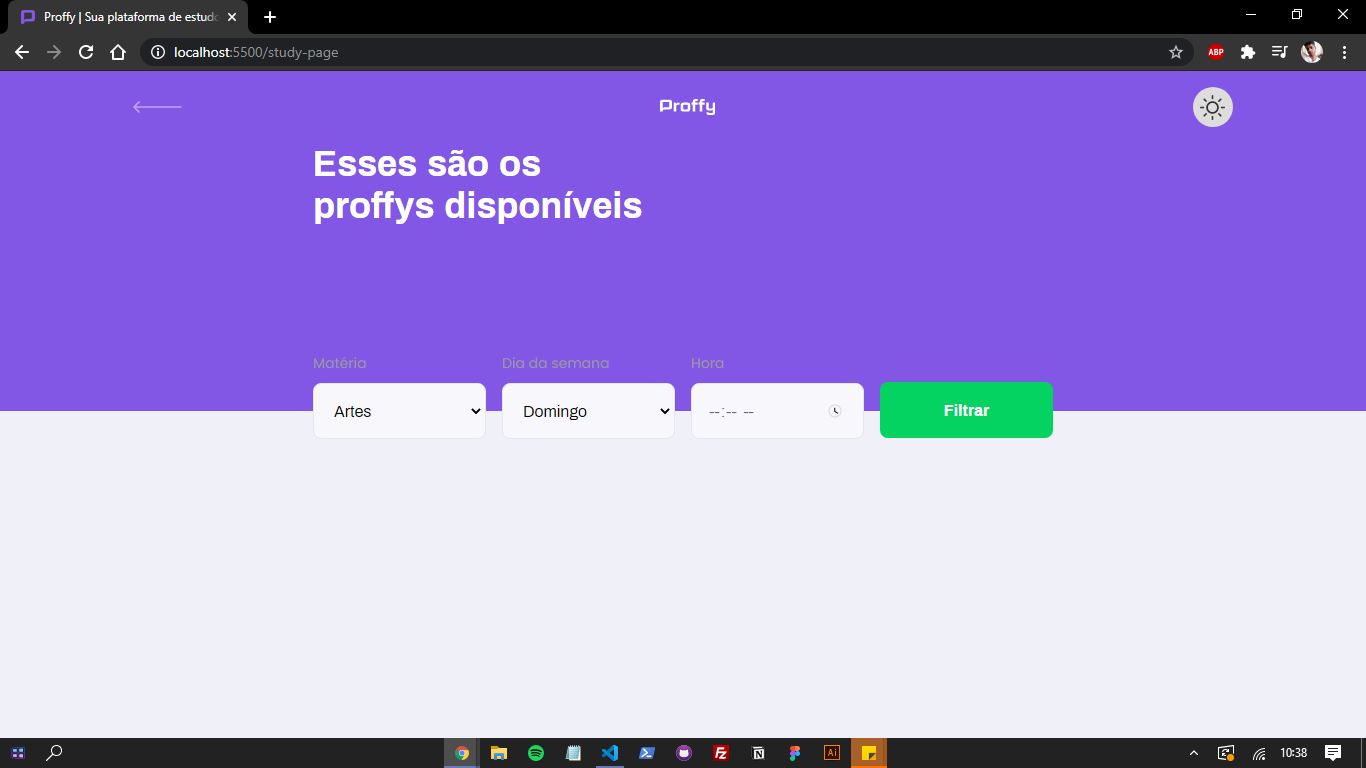 Proffy | Sua plataforma de estud
localhost:5500/study-page
ABP
Proffy
Esses são os
proffys disponíveis
Matéria
Dia da semana
Hora
Artes
Domingo
--:-- --
Filtrar
Fz
N
Ai
10:38